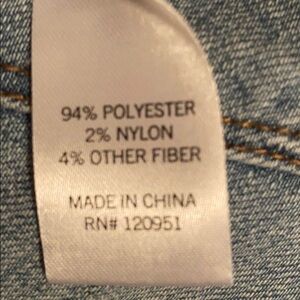 94% POLYESTER
2% NYLON
4% OTHER FIBER
MADE IN CHINA
RN# 120951